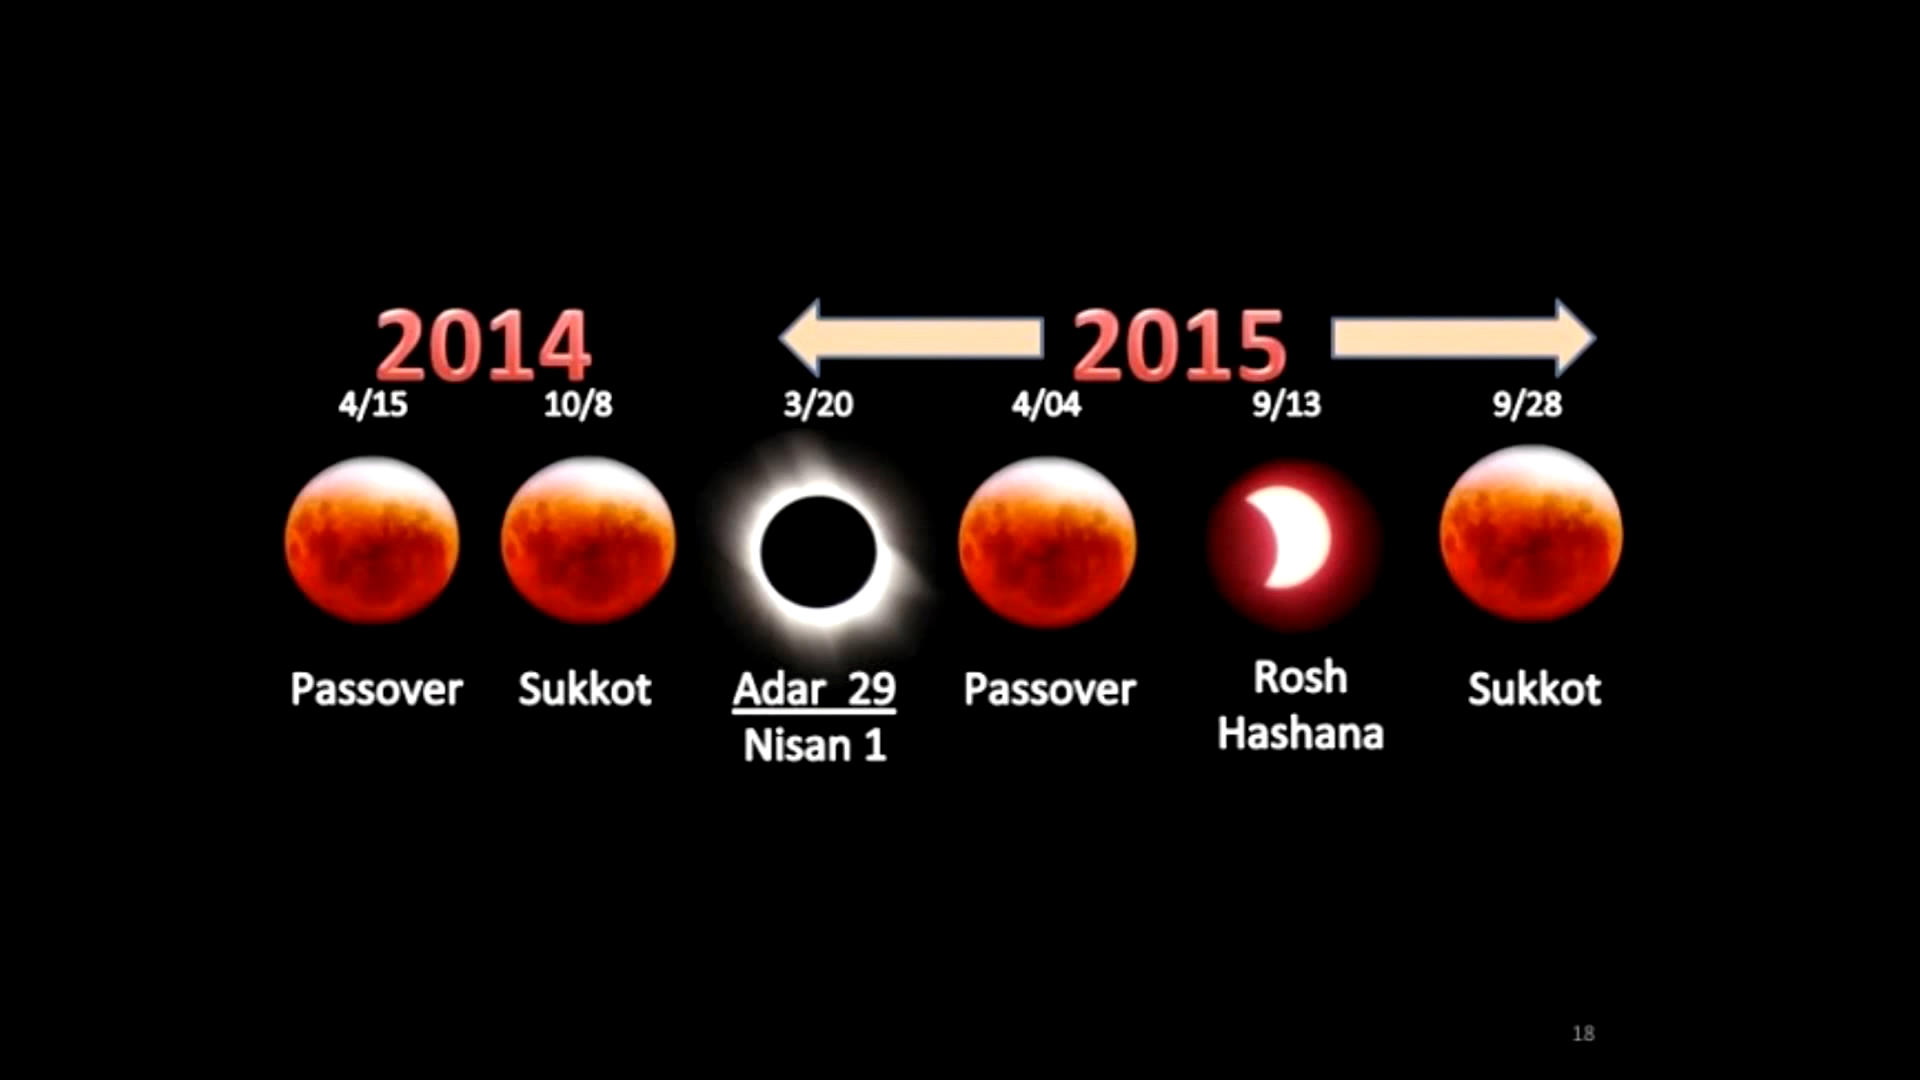 2014 2015
4/15 10/8 3/20 4/04 9/13 9/28
Passover Sukkot Adar 29 Passover Rosh Sukkot
Nisan 1 Hashana
18